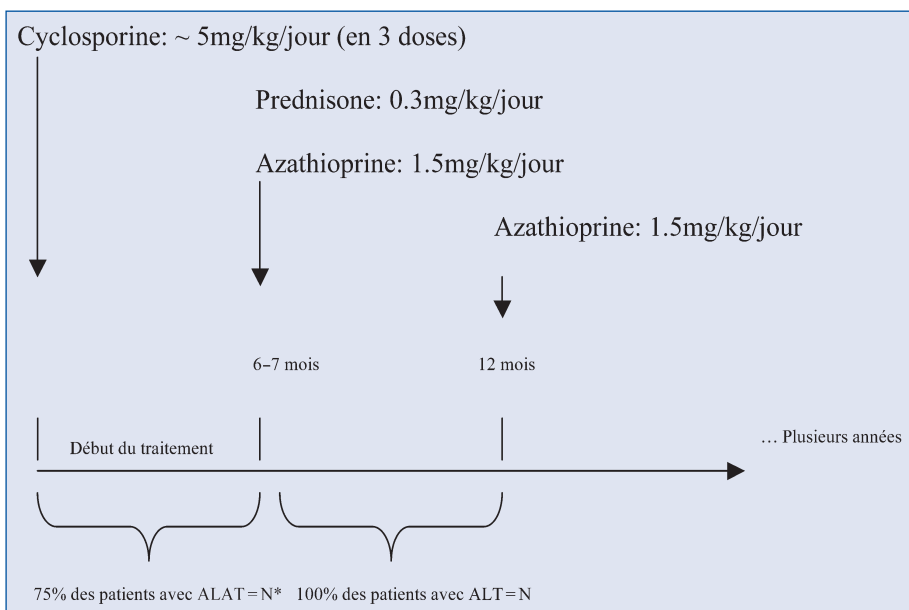 Cyclosporine: ~ 5mg/kg/jour (en 3 doses)
Prednisone: 0.3mg/kg/jour
Azathioprine: 1.5mg/kg/jour
Azathioprine: 1.5mg/kg/jour
6–7 mois
12 mois
... Plusieurs années
Début du traitement
75% des patients avec ALAT=N*
100% des patients avec ALT=N